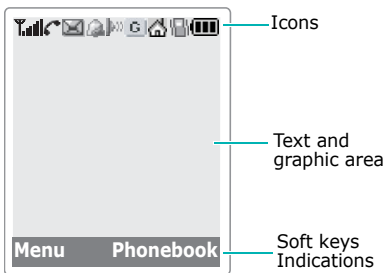 G
Icons
Text and
graphic area
Menu Phonebook
Soft keys
Indications